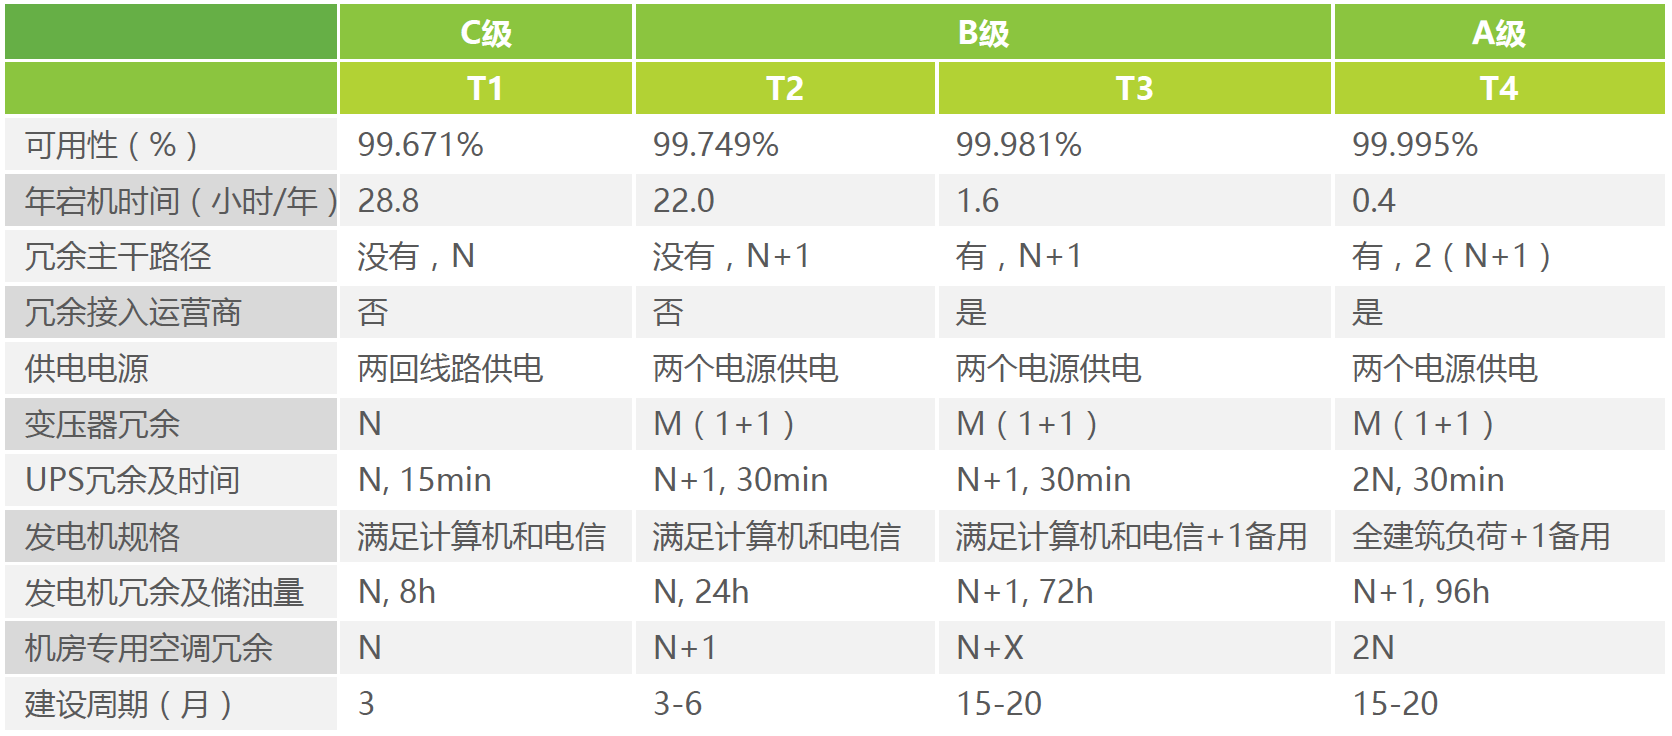 C级 B级 A级
T1 T2 T3 T4
可用性（%） 99.671% 99.749% 99.981% 99.995%
年宕机时间（小时/年） 28.8 22.0 1.6 0.4
冗余主干路径 没有，N 没有，N+1 有，N+1 有，2（N+1）
冗余接入运营商 否 否 是 是
供电电源 两回线路供电 两个电源供电 两个电源供电 两个电源供电
变压器冗余 N M（1+1） M（1+1） M（1+1）
UPS冗余及时间 N, 15min N+1, 30min N+1, 30min 2N, 30min
发电机规格 满足计算机和电信 满足计算机和电信 满足计算机和电信+1备用 全建筑负荷+1备用
发电机冗余及储油量 N, 8h N, 24h N+1, 72h N+1, 96h
机房专用空调冗余 N N+1 N+X 2N
建设周期（月） 3 3-6 15-20 15-20